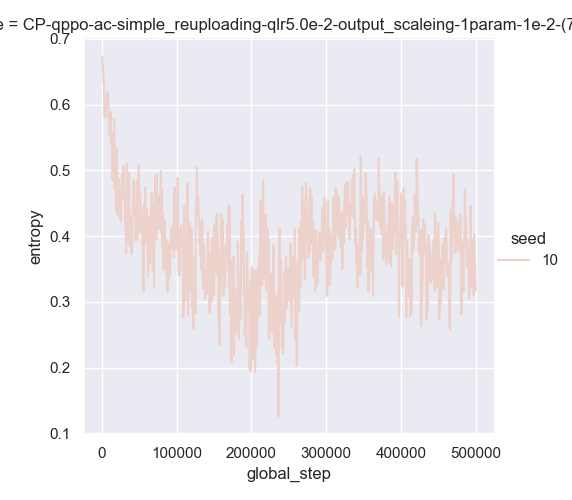 e = CP-qppo-ac-simple_reuploading-qlr5.0e-2-output_scaleing-1param-1e-2-(7
0.7
0.6
0.5
0.4
0.3
0.2
0.1
entropy
0 100000 200000 300000 400000 500000
global_step
seed
10